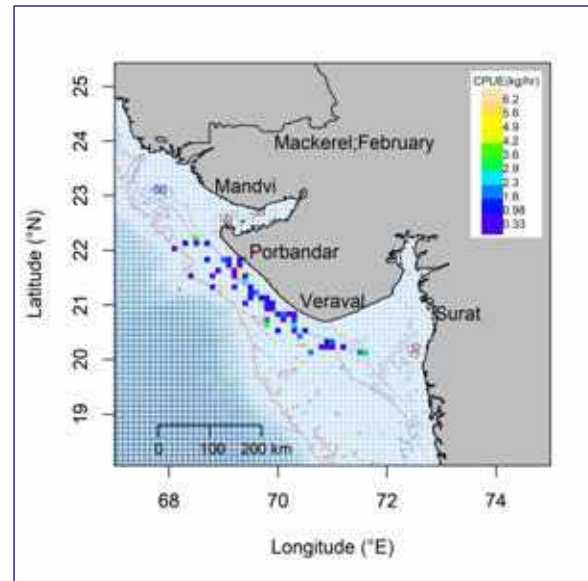 CPUE(kg/hr)
6.2
5.6
4.9
4.2
3.6
2.9
2.3
1.6
0.98
0.33
Mackerel;February
Mandvi
Porbandar
Veraval
Surat
-50
0 100 200 km
25
24
23
22
21
20
19
68 70 72 74
Latitude (°N)
Longitude (°E)